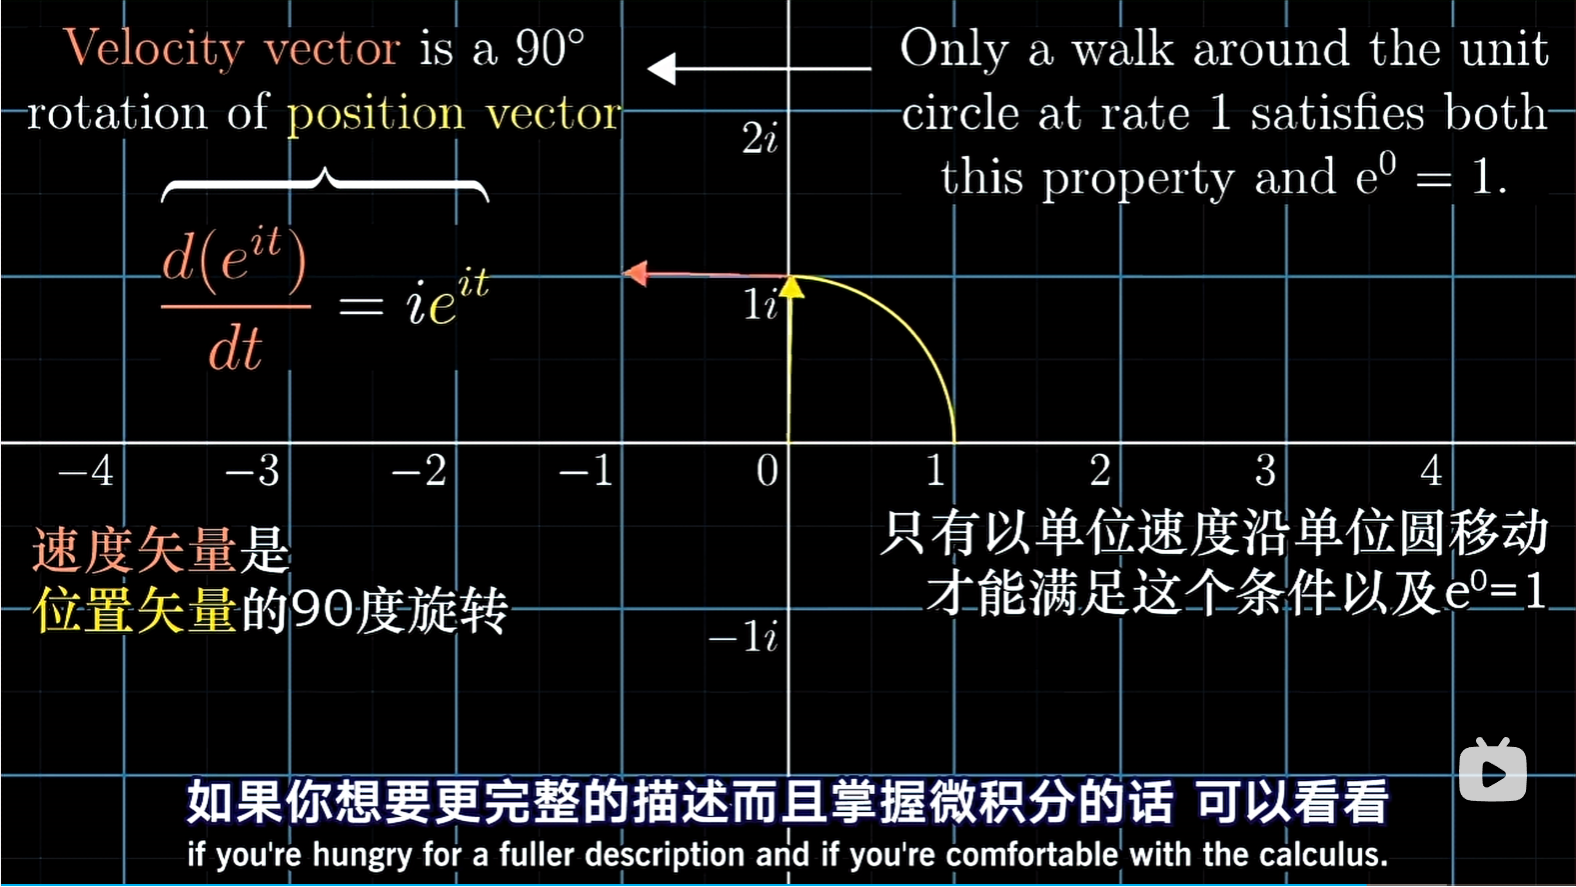 Velocity vector is a 90°
rotation of position vector
d(e^{it})
dt
= ie^{it}
Only a walk around the unit
circle at rate 1 satisfies both
this property and e^0 = 1.
2i
1i
−4 −3 −2 −1 0 1 2 3 4
−1i
速度矢量是
位置矢量的90度旋转
只有以单位速度沿单位圆移动
才能满足这个条件以及e^0=1
如果你想要更完整的描述而且掌握微积分的话 可以看看
if you're hungry for a fuller description and if you're comfortable with the calculus.